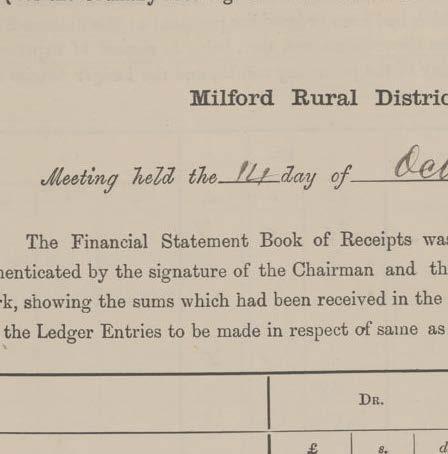 Milford Rural Distric
Meeting held the 14 day of Oct
The Financial Statement Book of Receipts was
henticated by the signature of the Chairman and th
rk, showing the sums which had been received in the
the Ledger Entries to be made in respect of same as
Dr.
£ s. d